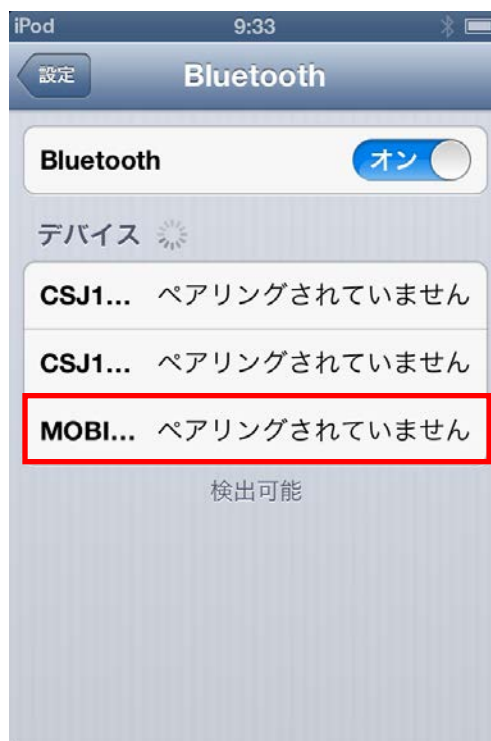 iPod 9:33
設定 Bluetooth
Bluetooth オン
デバイス
CSJ1... ペアリングされていません
CSJ1... ペアリングされていません
MOBI... ペアリングされていません
検出可能